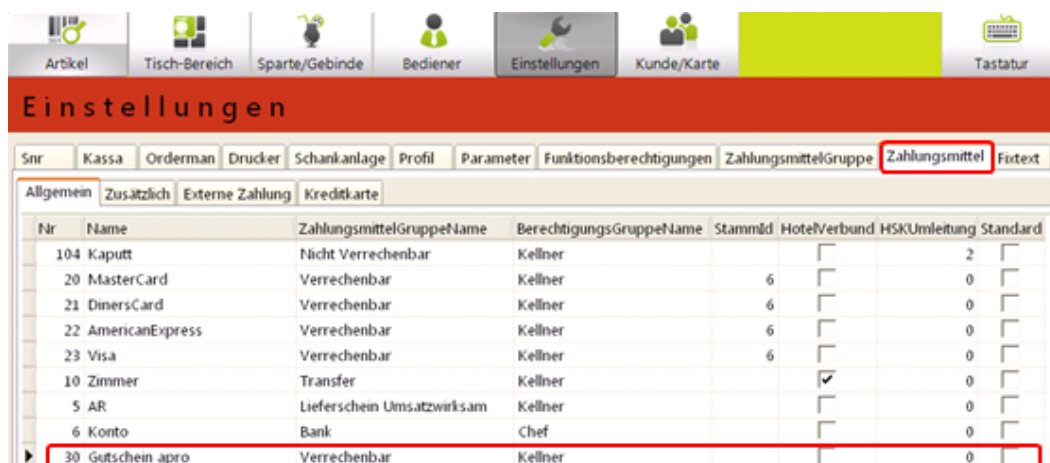 Artikel Tisch-Bereich Sparte/Gebinde Bediener Einstellungen Kunde/Karte Tastatur
Einstellungen
Snr Kassa Orderman Drucker Schankanlage Profil Parameter Funktionsberechtigungen ZahlungsmittelGruppe Zahlungsmittel Fixtext
Allgemein Zusätzlich Externe Zahlung Kreditkarte
Nr Name ZahlungsmittelGruppeName BerechtigungsGruppeName StammId HotelVerbund HSKUmleitung Standard
104 Kaputt Nicht Verrechenbar Kellner 2
20 MasterCard Verrechenbar Kellner 6 0
21 DinersCard Verrechenbar Kellner 6 0
22 AmericanExpress Verrechenbar Kellner 6 0
23 Visa Verrechenbar Kellner 6 0
10 Zimmer Transfer Kellner 0
5 AR Lieferschein Umsatzwirksam Kellner 0
6 Konto Bank Chef 0
30 Gutschein apro Verrechenbar Kellner 0